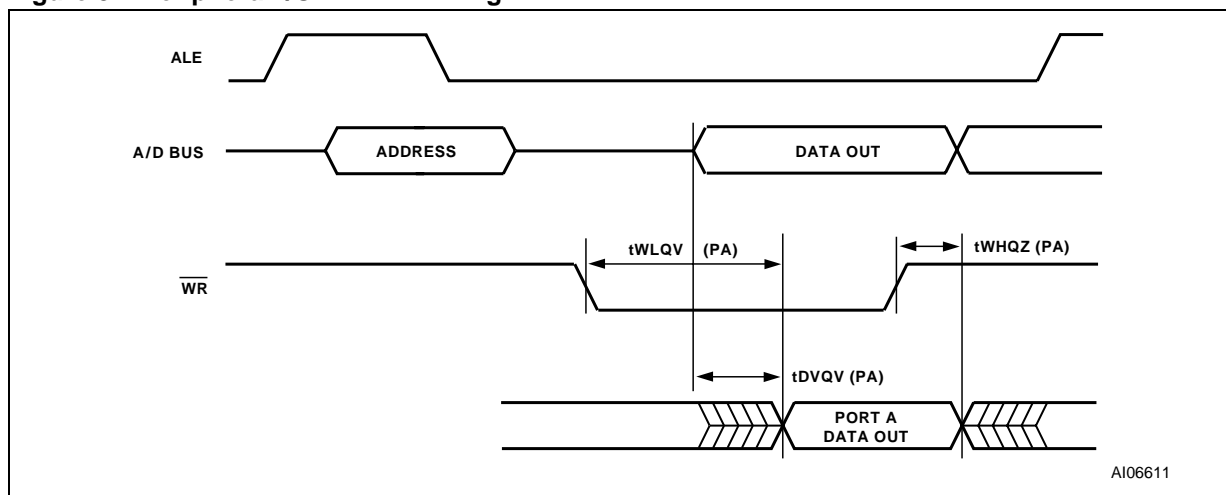 ALE
A/D BUS
ADDRESS
DATA OUT
tWLQV (PA)
tWHQZ (PA)
WR
tDVQV (PA)
PORT A
DATA OUT
AI06611